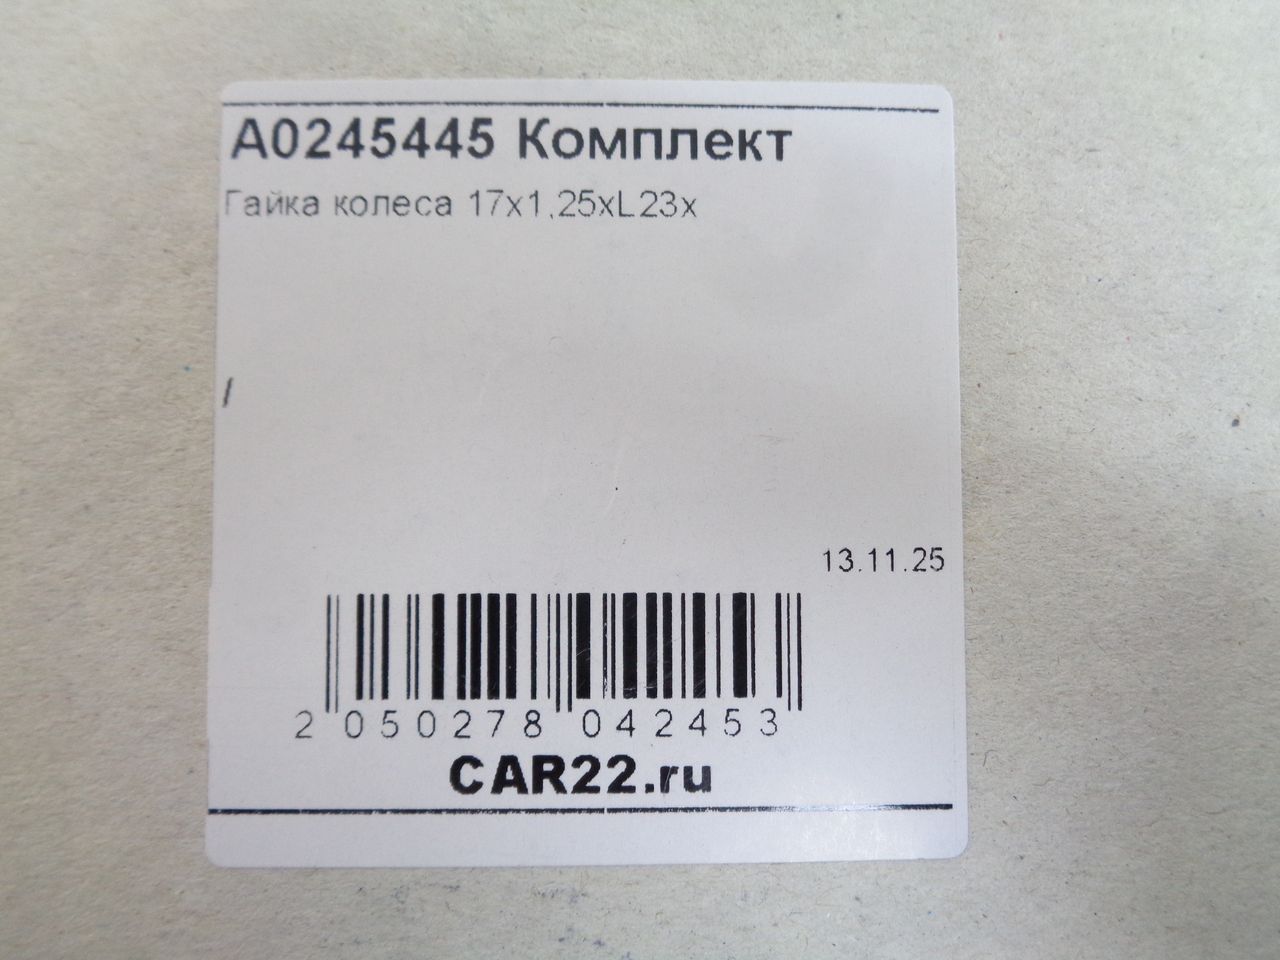 A0245445 Комплект
Гайка колеса 17x1,25xL23x
/
13.11.25
2 050278 042453
CAR22.ru